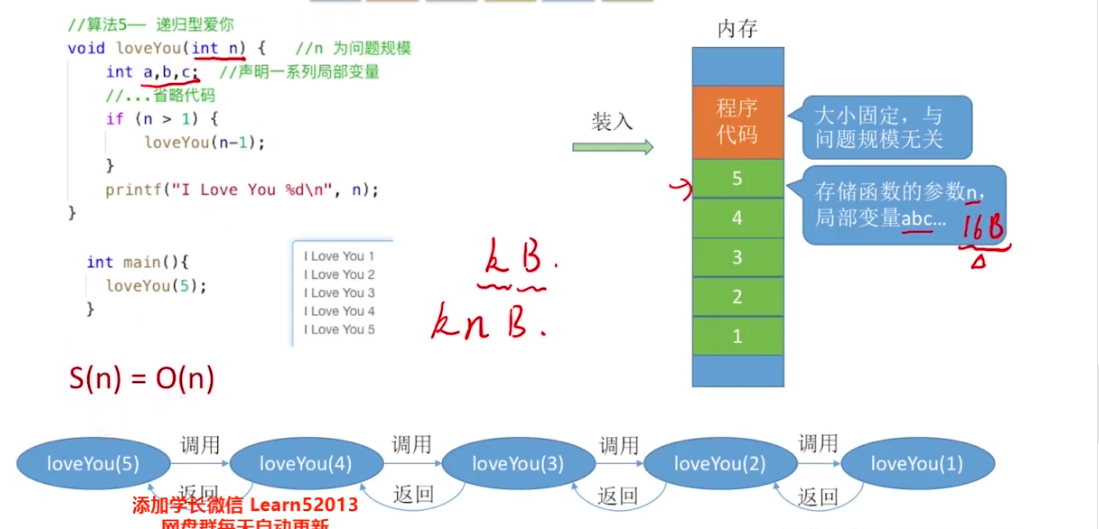 //算法5—— 递归型爱你
void loveYou(int n) {   //n 为问题规模
int a,b,c;  //声明一系列局部变量
//...省略代码
if (n > 1) {
loveYou(n-1);
}
printf("I Love You %d\n", n);
}
int main(){
loveYou(5);
}
I Love You 1
I Love You 2
I Love You 3
I Love You 4
I Love You 5
kB.
knB.
S(n) = O(n)
装入
内存
程序
代码
5
4
3
2
1
大小固定，与
问题规模无关
存储函数的参数n，
局部变量abc...
16B
loveYou(5)
调用
返回
loveYou(4)
调用
返回
loveYou(3)
调用
返回
loveYou(2)
调用
返回
loveYou(1)
添加学长微信 Learn52013
网盘群每天自动更新